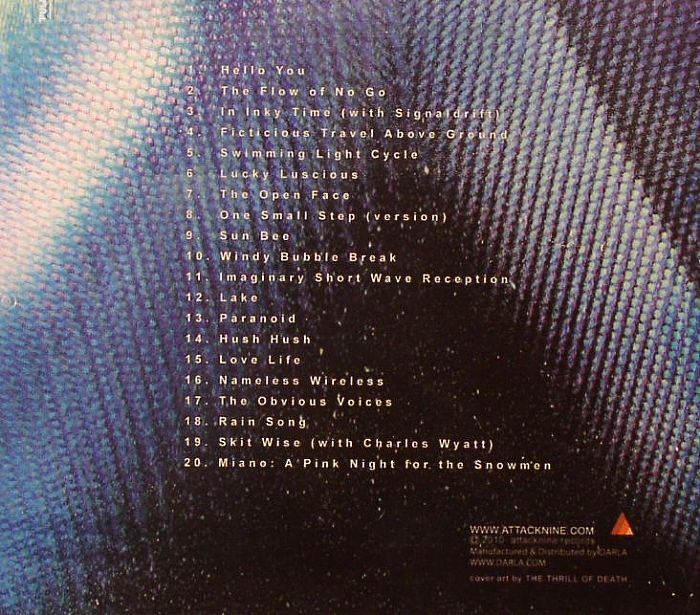 1. Hello You
2. The Flow of No Go
3. In Inky Time (with Signaldrift)
4. Ficticious Travel Above Ground
5. Swimming Light Cycle
6. Lucky Luscious
7. The Open Face
8. One Small Step (version)
9. Sun Bee
10. Windy Bubble Break
11. Imaginary Short Wave Reception
12. Lake
13. Paranoid
14. Hush Hush
15. Love Life
16. Nameless Wireless
17. The Obvious Voices
18. Rain Song
19. Skit Wise (with Charles Wyatt)
20. Miano: A Pink Night for the Snowmen
WWW.ATTACKNINE.COM
© 2010 attacknine records
Manufactured & Distributed by DARLA
WWW.DARLA.COM
cover art by THE THRILL OF DEATH